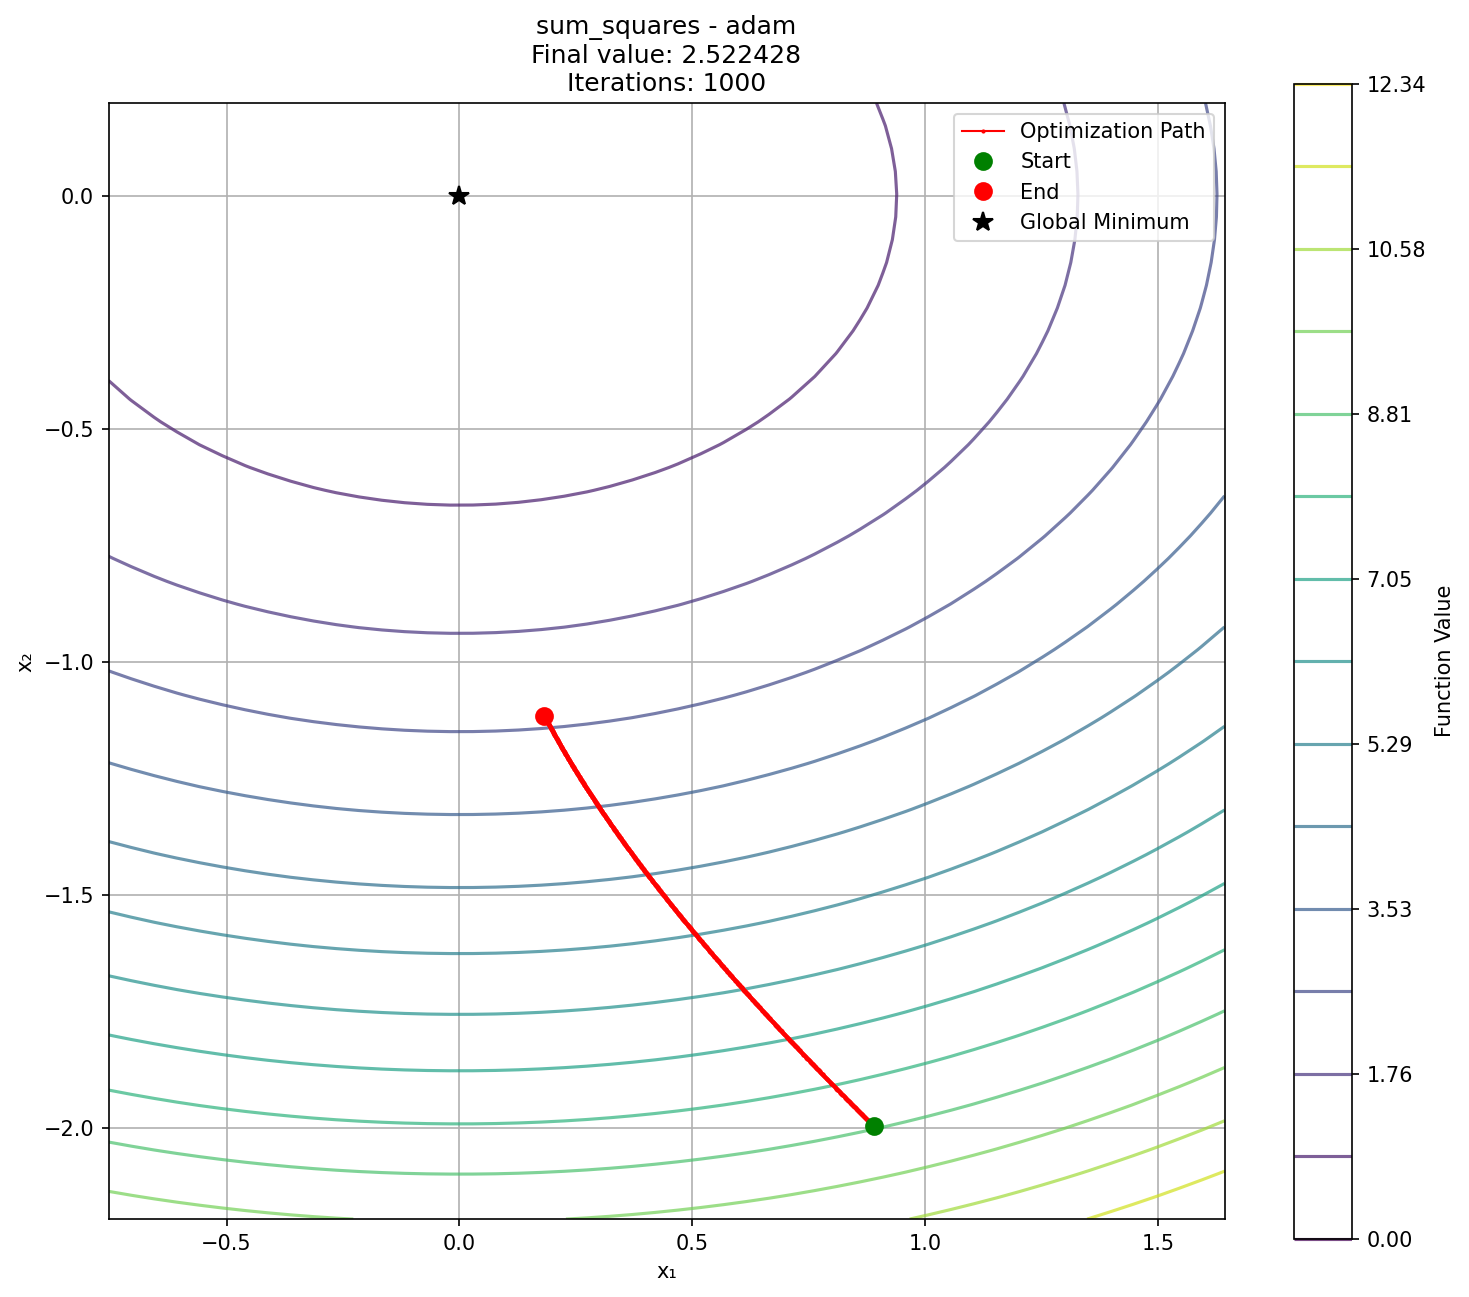 sum_squares - adam
Final value: 2.522428
Iterations: 1000
Optimization Path
Start
End
Global Minimum
0.0
−0.5
−1.0
−1.5
−2.0
x₂
−0.5
0.0
0.5
1.0
1.5
x₁
12.34
10.58
8.81
7.05
5.29
3.53
1.76
0.00
Function Value